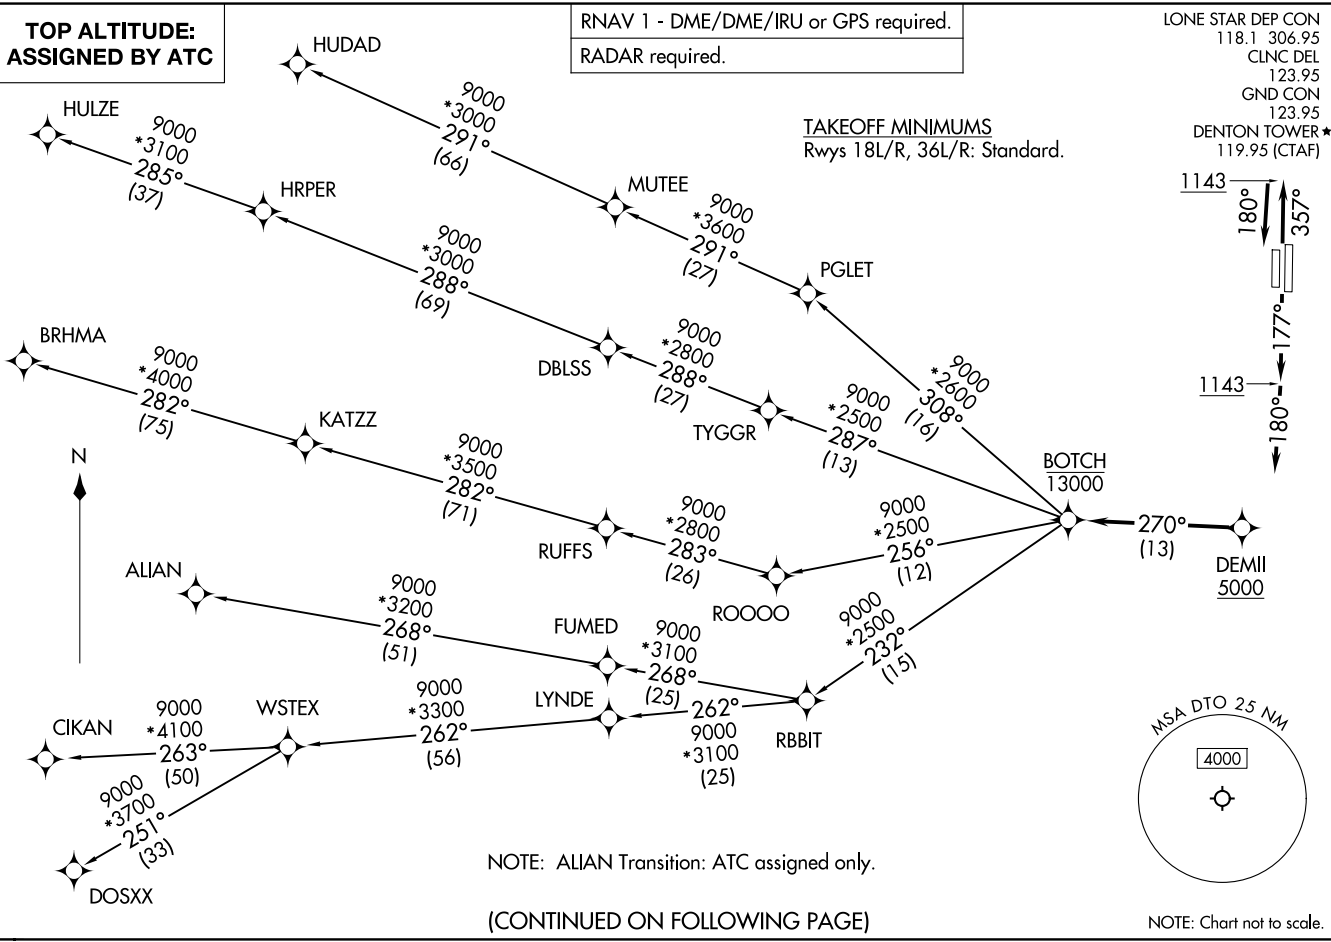 TOP ALTITUDE:
ASSIGNED BY ATC
RNAV 1 - DME/DME/IRU or GPS required.
RADAR required.
LONE STAR DEP CON
118.1 306.95
CLNC DEL
123.95
GND CON
123.95
DENTON TOWER★
119.95 (CTAF)
TAKEOFF MINIMUMS
Rwys 18L/R, 36L/R: Standard.
HUDAD
9000
*3000
291°
(66)
HULZE
9000
*3100
285°
(37)
HRPER
MUTEE
9000
*3600
291°
(27)
PGLET
1143
180°
357°
177°
1143
180°
9000
*3000
288°
(69)
DBLSS
9000
*2800
288°
(27)
TYGGR
9000
*2500
287°
(13)
9000
*2600
308°
(16)
BRHMA
9000
*4000
282°
(75)
KATZZ
9000
*3500
282°
(71)
RUFFS
9000
*2800
283°
(26)
ROOOO
9000
*2500
256°
(12)
BOTCH
13000
270°
(13)
DEMII
5000
N
ALIAN
9000
*3200
268°
(51)
FUMED
9000
*3100
268°
(25)
9000
*2500
232°
(15)
RBBIT
LYNDE
262°
9000
*3100
(25)
WSTEX
9000
*3300
262°
(56)
CIKAN
9000
*4100
263°
(50)
9000
*3700
251°
(33)
DOSXX
MSA DTO 25 NM
4000
NOTE: ALIAN Transition: ATC assigned only.
(CONTINUED ON FOLLOWING PAGE)
NOTE: Chart not to scale.